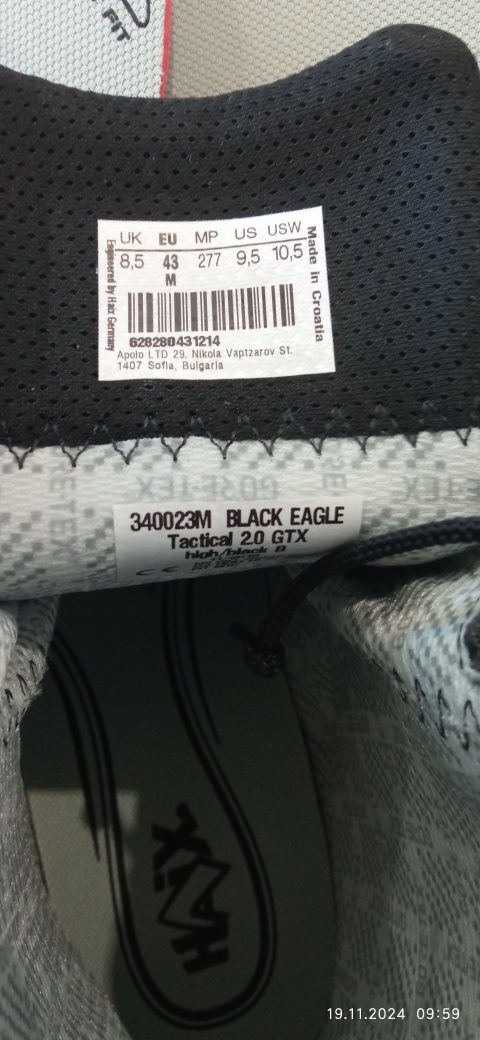 FIT
UK EU MP US USW
8,5 43 277 9,5 10,5
M
Engineered by Haix Germany
Made in Croatia
628280431214
Apolo LTD 29, Nikola Vaptzarov St.
1407 Sofia, Bulgaria
GORE-TEX
340023M BLACK EAGLE
Tactical 2.0 GTX
high/black B
CE
HAIX
19.11.2024 09:59